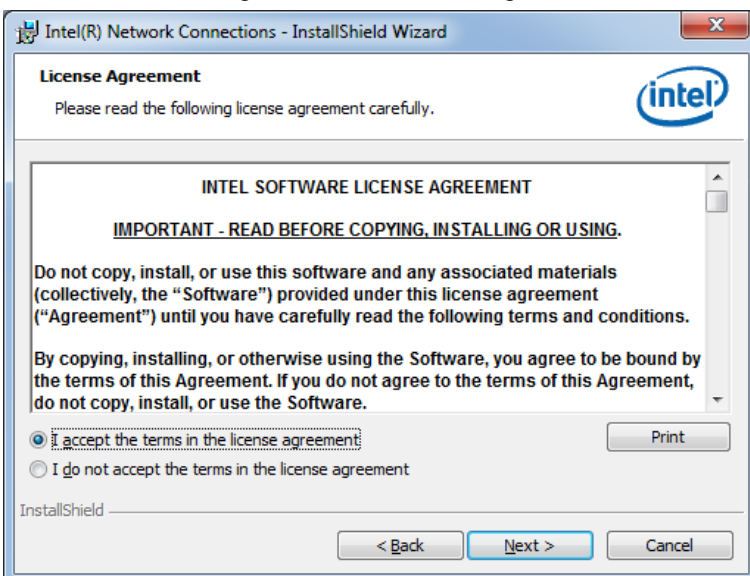 Intel(R) Network Connections - InstallShield Wizard
License Agreement
Please read the following license agreement carefully.
intel
INTEL SOFTWARE LICENSE AGREEMENT
IMPORTANT - READ BEFORE COPYING, INSTALLING OR USING.
Do not copy, install, or use this software and any associated materials
(collectively, the “Software”) provided under this license agreement
(“Agreement”) until you have carefully read the following terms and conditions.
By copying, installing, or otherwise using the Software, you agree to be bound by
the terms of this Agreement. If you do not agree to the terms of this Agreement,
do not copy, install, or use the Software.
I accept the terms in the license agreement
Print
I do not accept the terms in the license agreement
InstallShield
< Back
Next >
Cancel